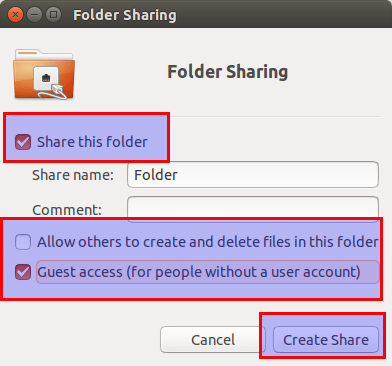 Folder Sharing
Folder Sharing
Share this folder
Share name: Folder
Comment:
Allow others to create and delete files in this folder
Guest access (for people without a user account)
Cancel Create Share